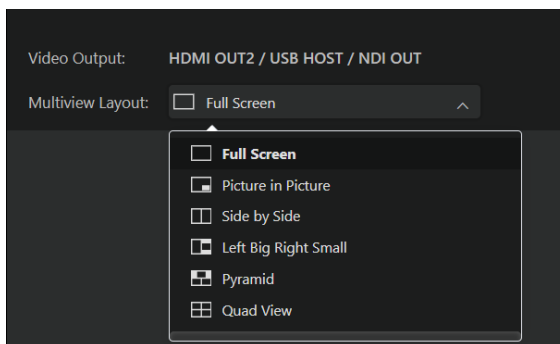 Video Output: HDMI OUT2 / USB HOST / NDI OUT
Multiview Layout: Full Screen
Full Screen
Picture in Picture
Side by Side
Left Big Right Small
Pyramid
Quad View